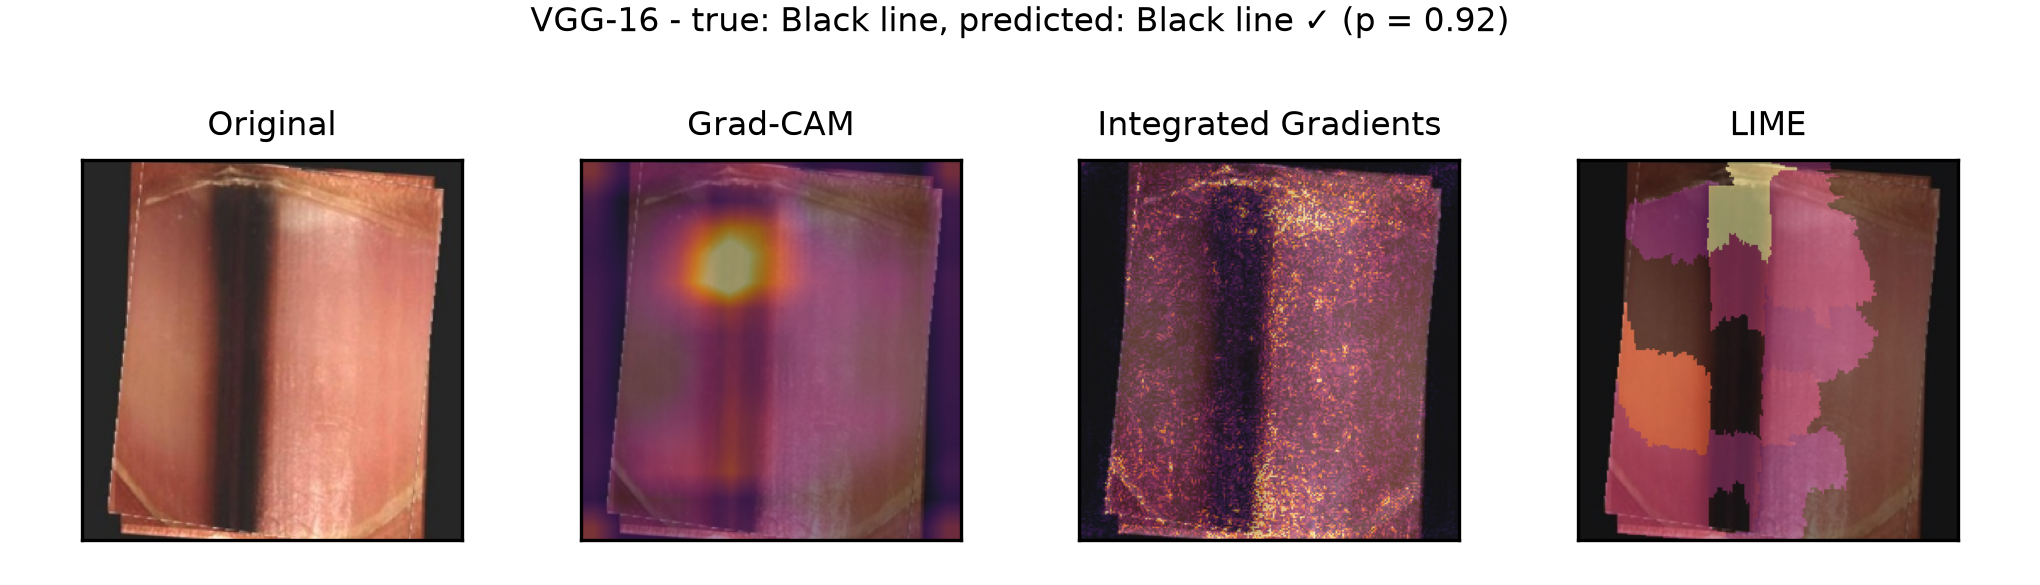 VGG-16 - true: Black line, predicted: Black line ✓ (p = 0.92)
Original
Grad-CAM
Integrated Gradients
LIME